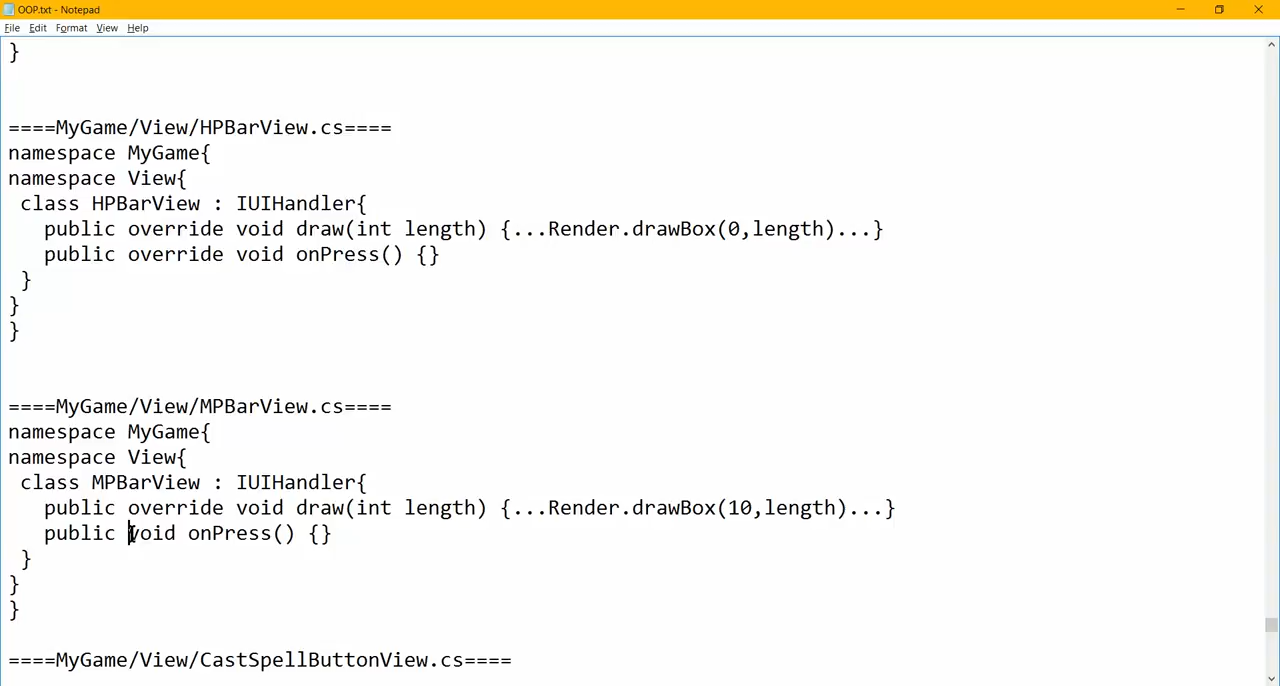 OOP.txt - Notepad
File Edit Format View Help
}
====MyGame/View/HPBarView.cs====
namespace MyGame{
namespace View{
class HPBarView : IUIHandler{
public override void draw(int length) {...Render.drawBox(0,length)...}
public override void onPress() {}
}
}
}
====MyGame/View/MPBarView.cs====
namespace MyGame{
namespace View{
class MPBarView : IUIHandler{
public override void draw(int length) {...Render.drawBox(10,length)...}
public void onPress() {}
}
}
}
====MyGame/View/CastSpellButtonView.cs====